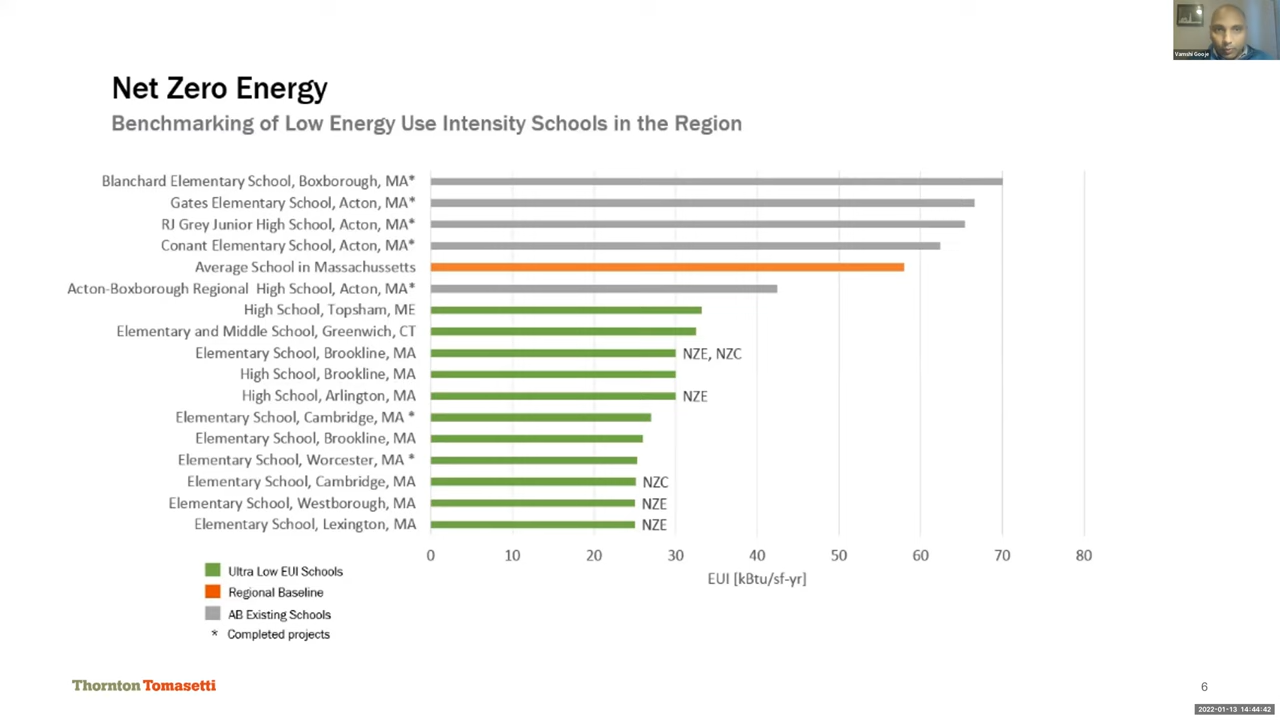 Vamshi Gooje
Net Zero Energy
Benchmarking of Low Energy Use Intensity Schools in the Region
Blanchard Elementary School, Boxborough, MA*
Gates Elementary School, Acton, MA*
RJ Grey Junior High School, Acton, MA*
Conant Elementary School, Acton, MA*
Average School in Massachussetts
Acton-Boxborough Regional High School, Acton, MA*
High School, Topsham, ME
Elementary and Middle School, Greenwich, CT
Elementary School, Brookline, MA NZE, NZC
High School, Brookline, MA
High School, Arlington, MA NZE
Elementary School, Cambridge, MA *
Elementary School, Brookline, MA
Elementary School, Worcester, MA *
Elementary School, Cambridge, MA NZC
Elementary School, Westborough, MA NZE
Elementary School, Lexington, MA NZE
0 10 20 30 40 50 60 70 80
EUI [kBtu/sf-yr]
Ultra Low EUI Schools
Regional Baseline
AB Existing Schools
* Completed projects
Thornton Tomasetti
6
2022-01-13 14:44:42